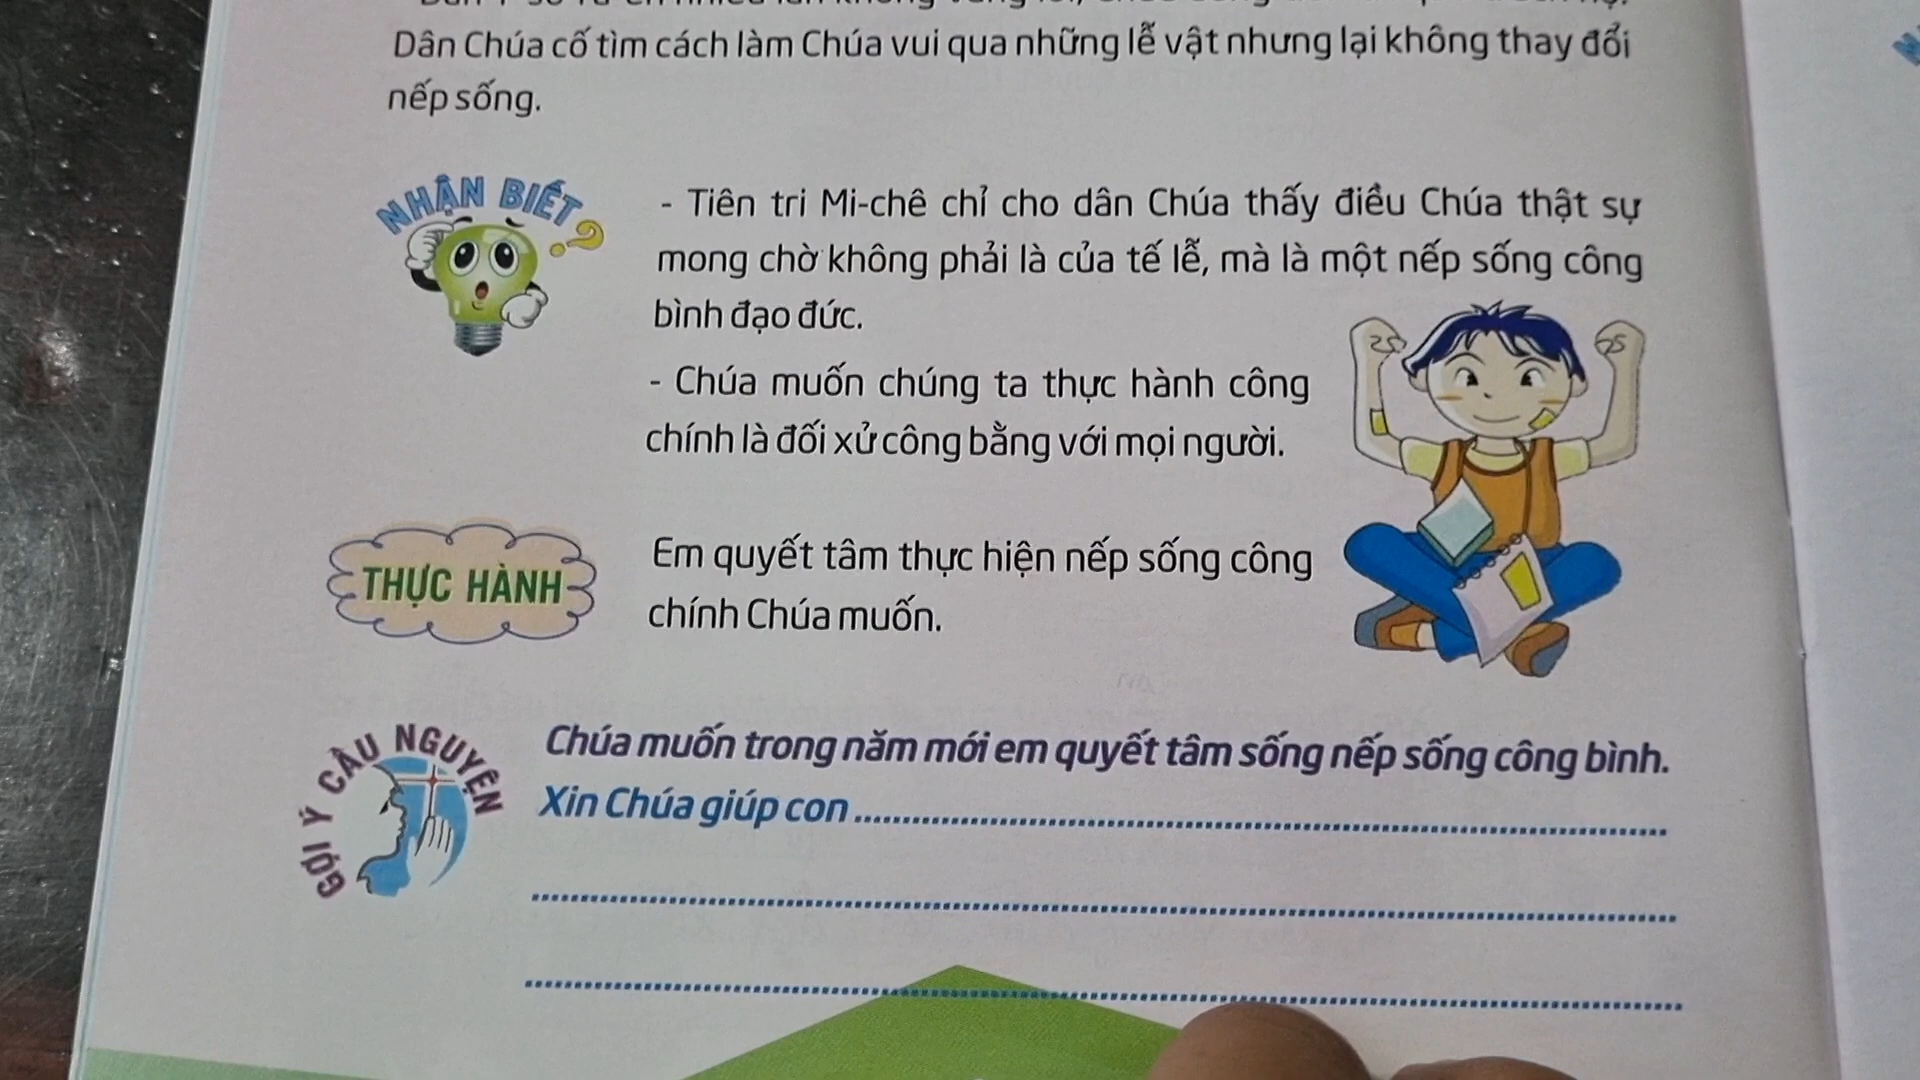 Dân Chúa cố tìm cách làm Chúa vui qua những lễ vật nhưng lại không thay đổi
nếp sống.
NHẬN BIẾT?
- Tiên tri Mi-chê chỉ cho dân Chúa thấy điều Chúa thật sự
mong chờ không phải là của tế lễ, mà là một nếp sống công
bình đạo đức.
- Chúa muốn chúng ta thực hành công
chính là đối xử công bằng với mọi người.
THỰC HÀNH
Em quyết tâm thực hiện nếp sống công
chính Chúa muốn.
GỢI Ý CẦU NGUYỆN
Chúa muốn trong năm mới em quyết tâm sống nếp sống công bình.
Xin Chúa giúp con